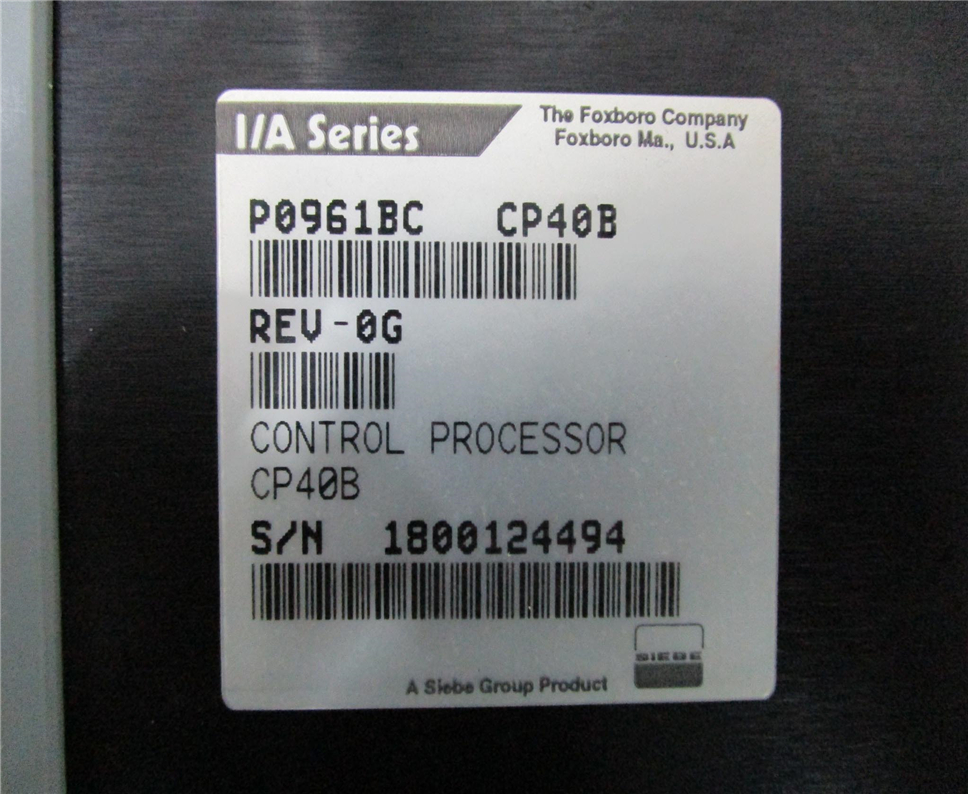 I/A Series
The Foxboro Company
Foxboro Ma., U.S.A
P0961BC CP40B
REV-0G
CONTROL PROCESSOR
CP40B
S/N 1800124494
SIEBE
A Siebe Group Product